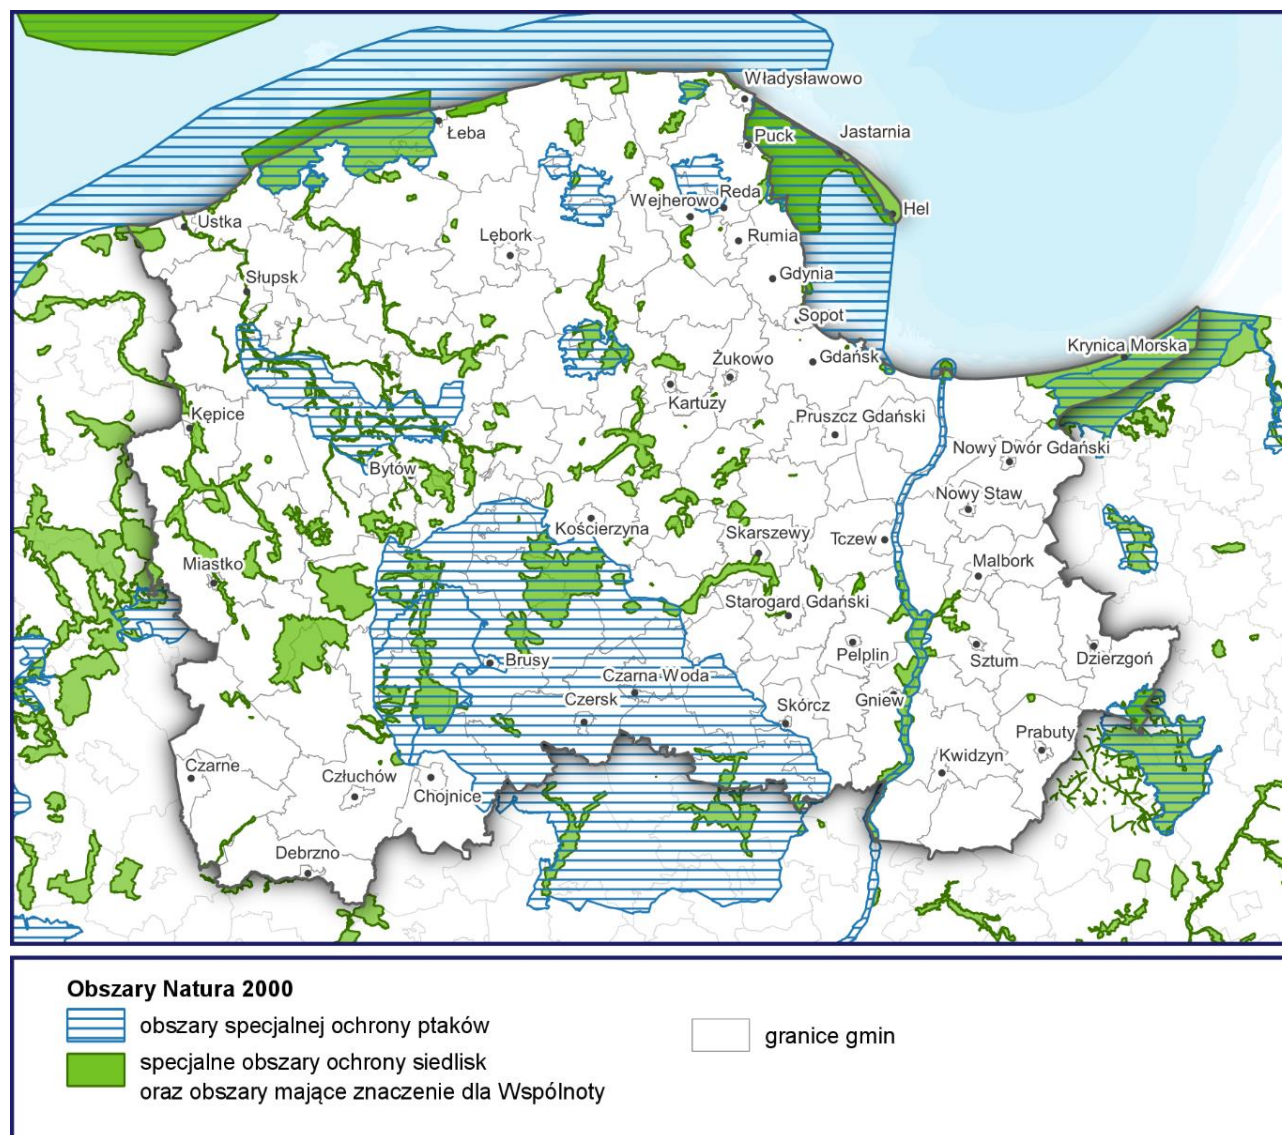 Władysławowo
Puck
Jastarnia
Łeba
Hel
Wejherowo
Reda
Ustka
Lębork
Rumia
Słupsk
Gdynia
Sopot
Krynica Morska
Żukowo
Gdańsk
Kartuzy
Kępice
Pruszcz Gdański
Nowy Dwór Gdański
Bytów
Nowy Staw
Kościerzyna
Skarszewy
Tczew
Miastko
Malbork
Starogard Gdański
Pelplin
Sztum
Dzierzgoń
Brusy
Czarna Woda
Czersk
Skórcz
Gniew
Prabuty
Czarne
Człuchów
Chojnice
Kwidzyn
Debrzno
Obszary Natura 2000
obszary specjalnej ochrony ptaków
granice gmin
specjalne obszary ochrony siedlisk
oraz obszary mające znaczenie dla Wspólnoty